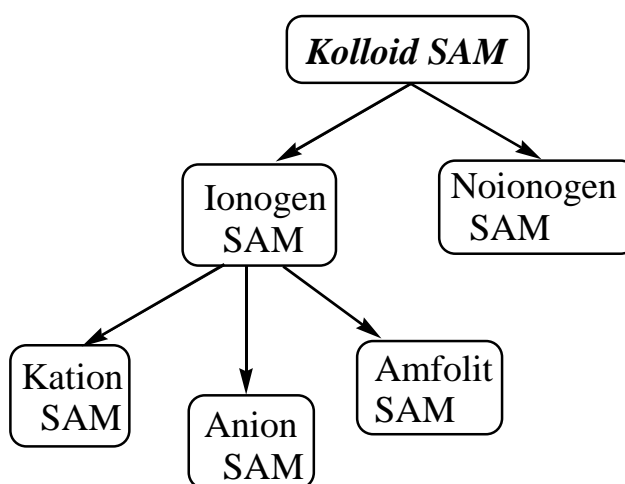 Kolloid SAM
Ionogen
SAM
Noionogen
SAM
Kation
SAM
Anion
SAM
Amfolit
SAM